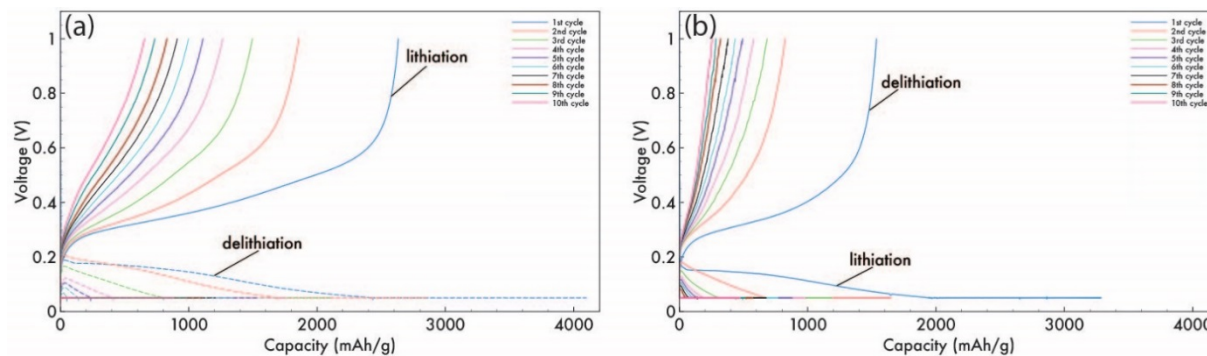 (a)
1st cycle
2nd cycle
3rd cycle
4th cycle
5th cycle
6th cycle
7th cycle
8th cycle
9th cycle
10th cycle
lithiation
delithiation
1
0.8
0.6
0.4
0.2
0
Voltage (V)
0
1000
2000
3000
4000
Capacity (mAh/g)
(b)
1st cycle
2nd cycle
3rd cycle
4th cycle
5th cycle
6th cycle
7th cycle
8th cycle
9th cycle
10th cycle
delithiation
lithiation
1
0.8
0.6
0.4
0.2
0
Voltage (V)
0
1000
2000
3000
4000
Capacity (mAh/g)